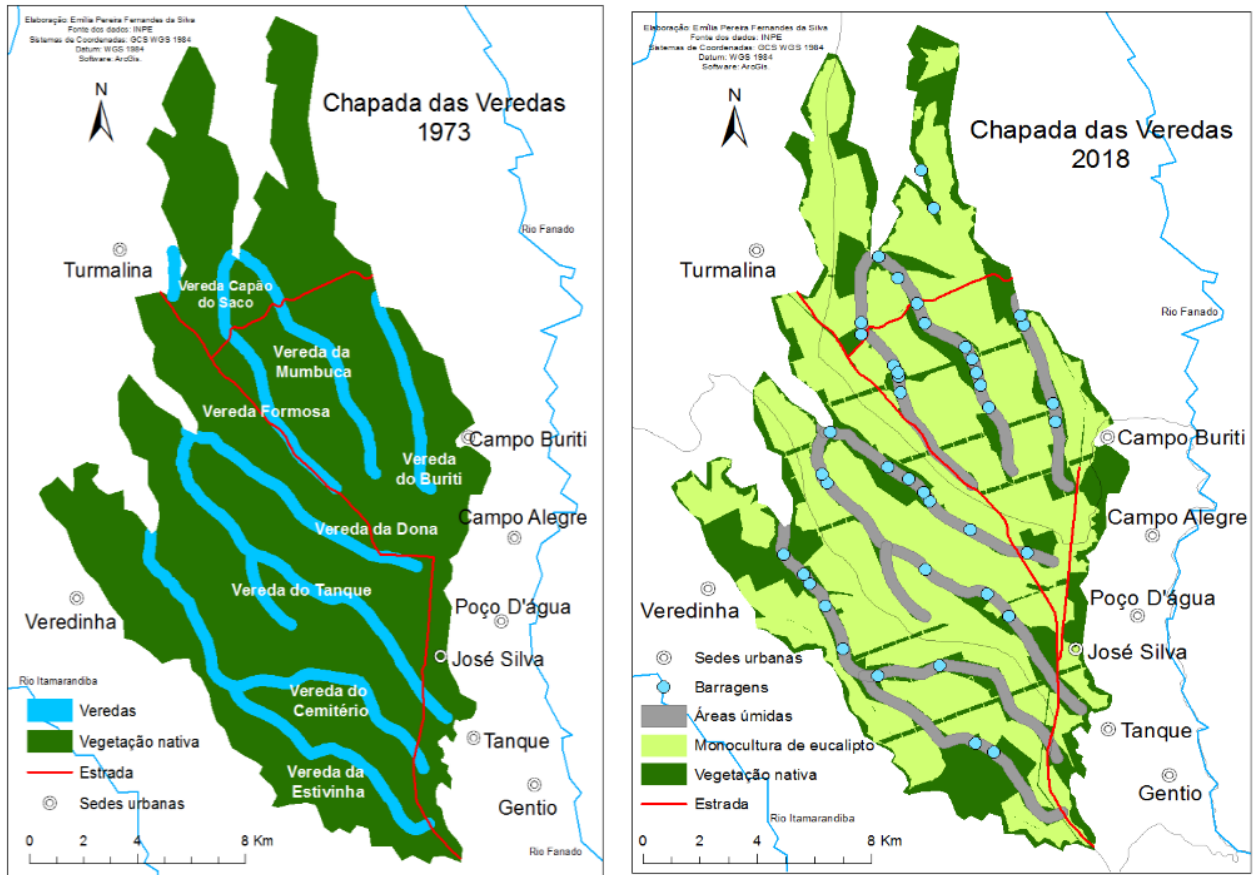 Elaboração: Emília Pereira Fernandes da Silva
Fonte dos dados: INPE
Sistemas de Coordenadas: GCS WGS 1984
Datum: WGS 1984
Software: ArcGis.
N
Chapada das Veredas
1973
Rio Fanado
Turmalina
Vereda Capão
do Saco
Vereda da
Mumbuca
Vereda Formosa
Campo Buriti
Vereda
do Buriti
Campo Alegre
Vereda da Dona
Vereda do Tanque
Poço D'água
Veredinha
José Silva
Rio Itamarandiba
Vereda do
Cemitério
Veredas
Vegetação nativa
Tanque
Estrada
Vereda da
Estivinha
Sedes urbanas
Gentio
0 4 8 Km
Rio Fanado
Elaboração: Emília Pereira Fernandes da Silva
Fonte dos dados: INPE
Sistemas de Coordenadas: GCS WGS 1984
Datum: WGS 1984
Software: ArcGis.
N
Chapada das Veredas
2018
Turmalina
Rio Fanado
Campo Buriti
Campo Alegre
Veredinha
Poço D'água
José Silva
Sedes urbanas
Barragens
Áreas úmidas
Tanque
Monocultura de eucalipto
Vegetação nativa
Gentio
Estrada
Rio Itamarandiba
0 2 4 8 Km